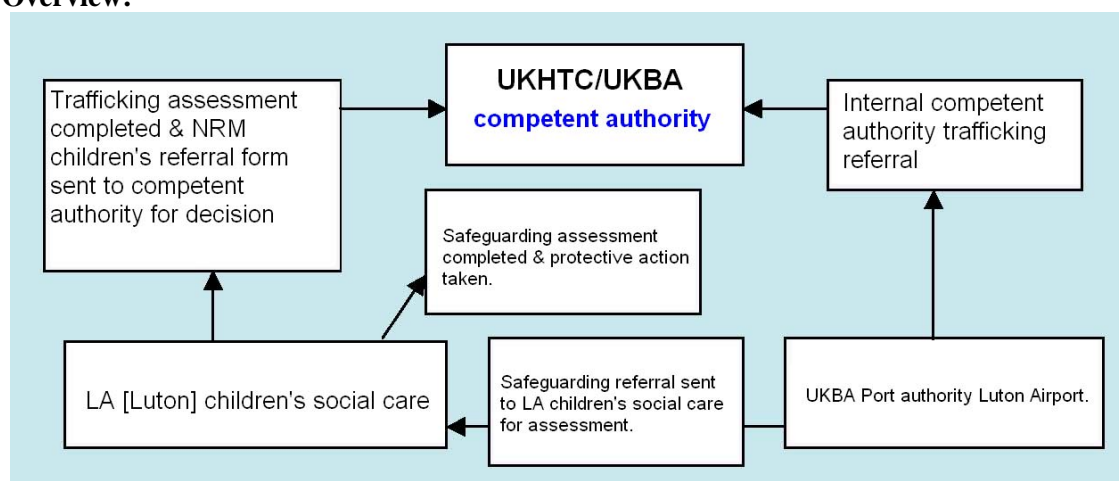 Overview:
UKHTC/UKBA
competent authority
Trafficking assessment
completed & NRM
children's referral form
sent to competent
authority for decision
Internal competent
authority trafficking
referral
Safeguarding assessment
completed & protective action
taken.
LA [Luton] children's social care
Safeguarding referral sent
to LA children's social care
for assessment.
UKBA Port authority Luton Airport.